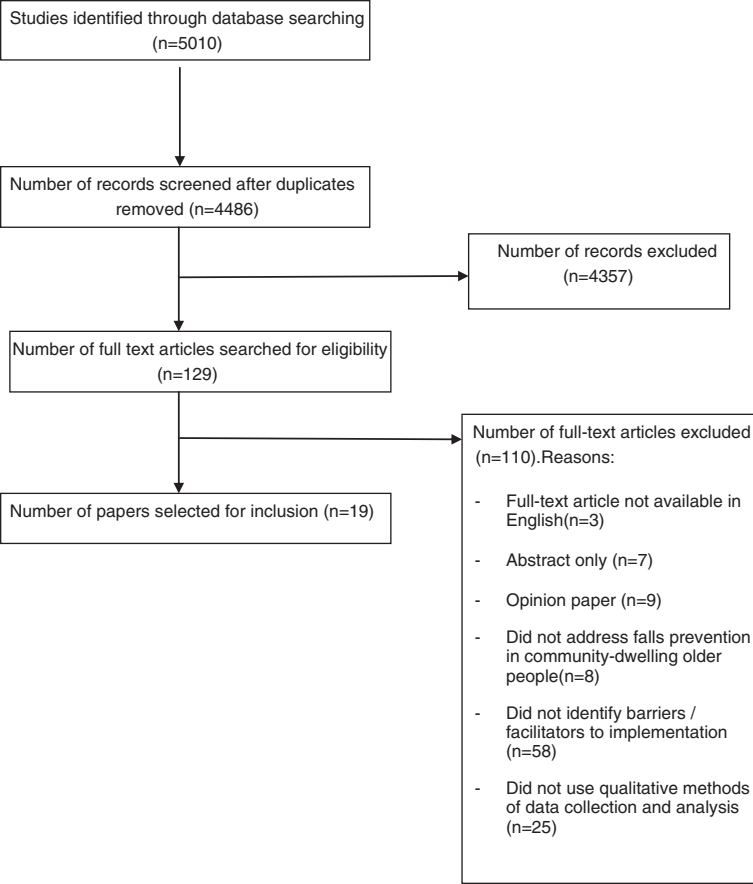 Studies identified through database searching
(n=5010)
Number of records screened after duplicates
removed (n=4486)
Number of records excluded
(n=4357)
Number of full text articles searched for eligibility
(n=129)
Number of full-text articles excluded
(n=110).Reasons:
- Full-text article not available in
English(n=3)
- Abstract only (n=7)
- Opinion paper (n=9)
- Did not address falls prevention
in community-dwelling older
people(n=8)
- Did not identify barriers /
facilitators to implementation
(n=58)
- Did not use qualitative methods
of data collection and analysis
(n=25)
Number of papers selected for inclusion (n=19)